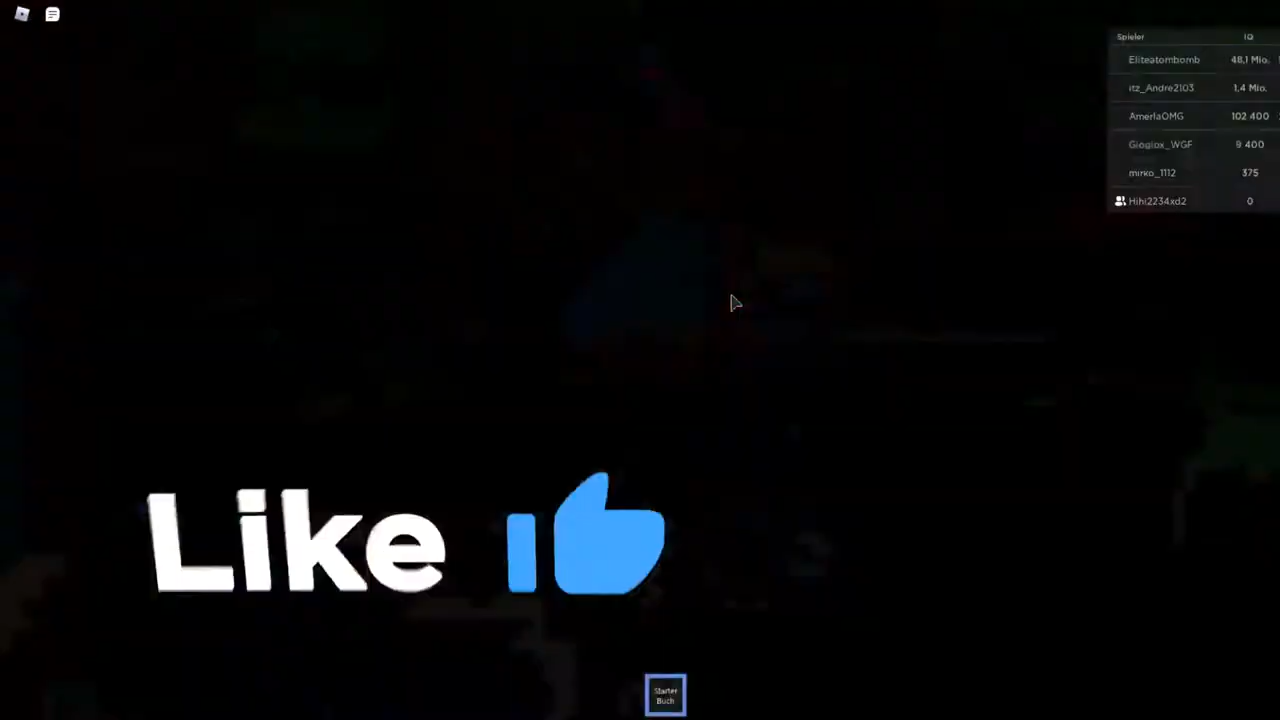 Spieler IQ
Eliteatombomb 48,1 Mio.
itz_Andre2103 1,4 Mio.
AmerlaOMG 102 400
Gioglox_WGF 9 400
mirko_1112 375
Hihi2234xd2 0
Like
Starter
Buch